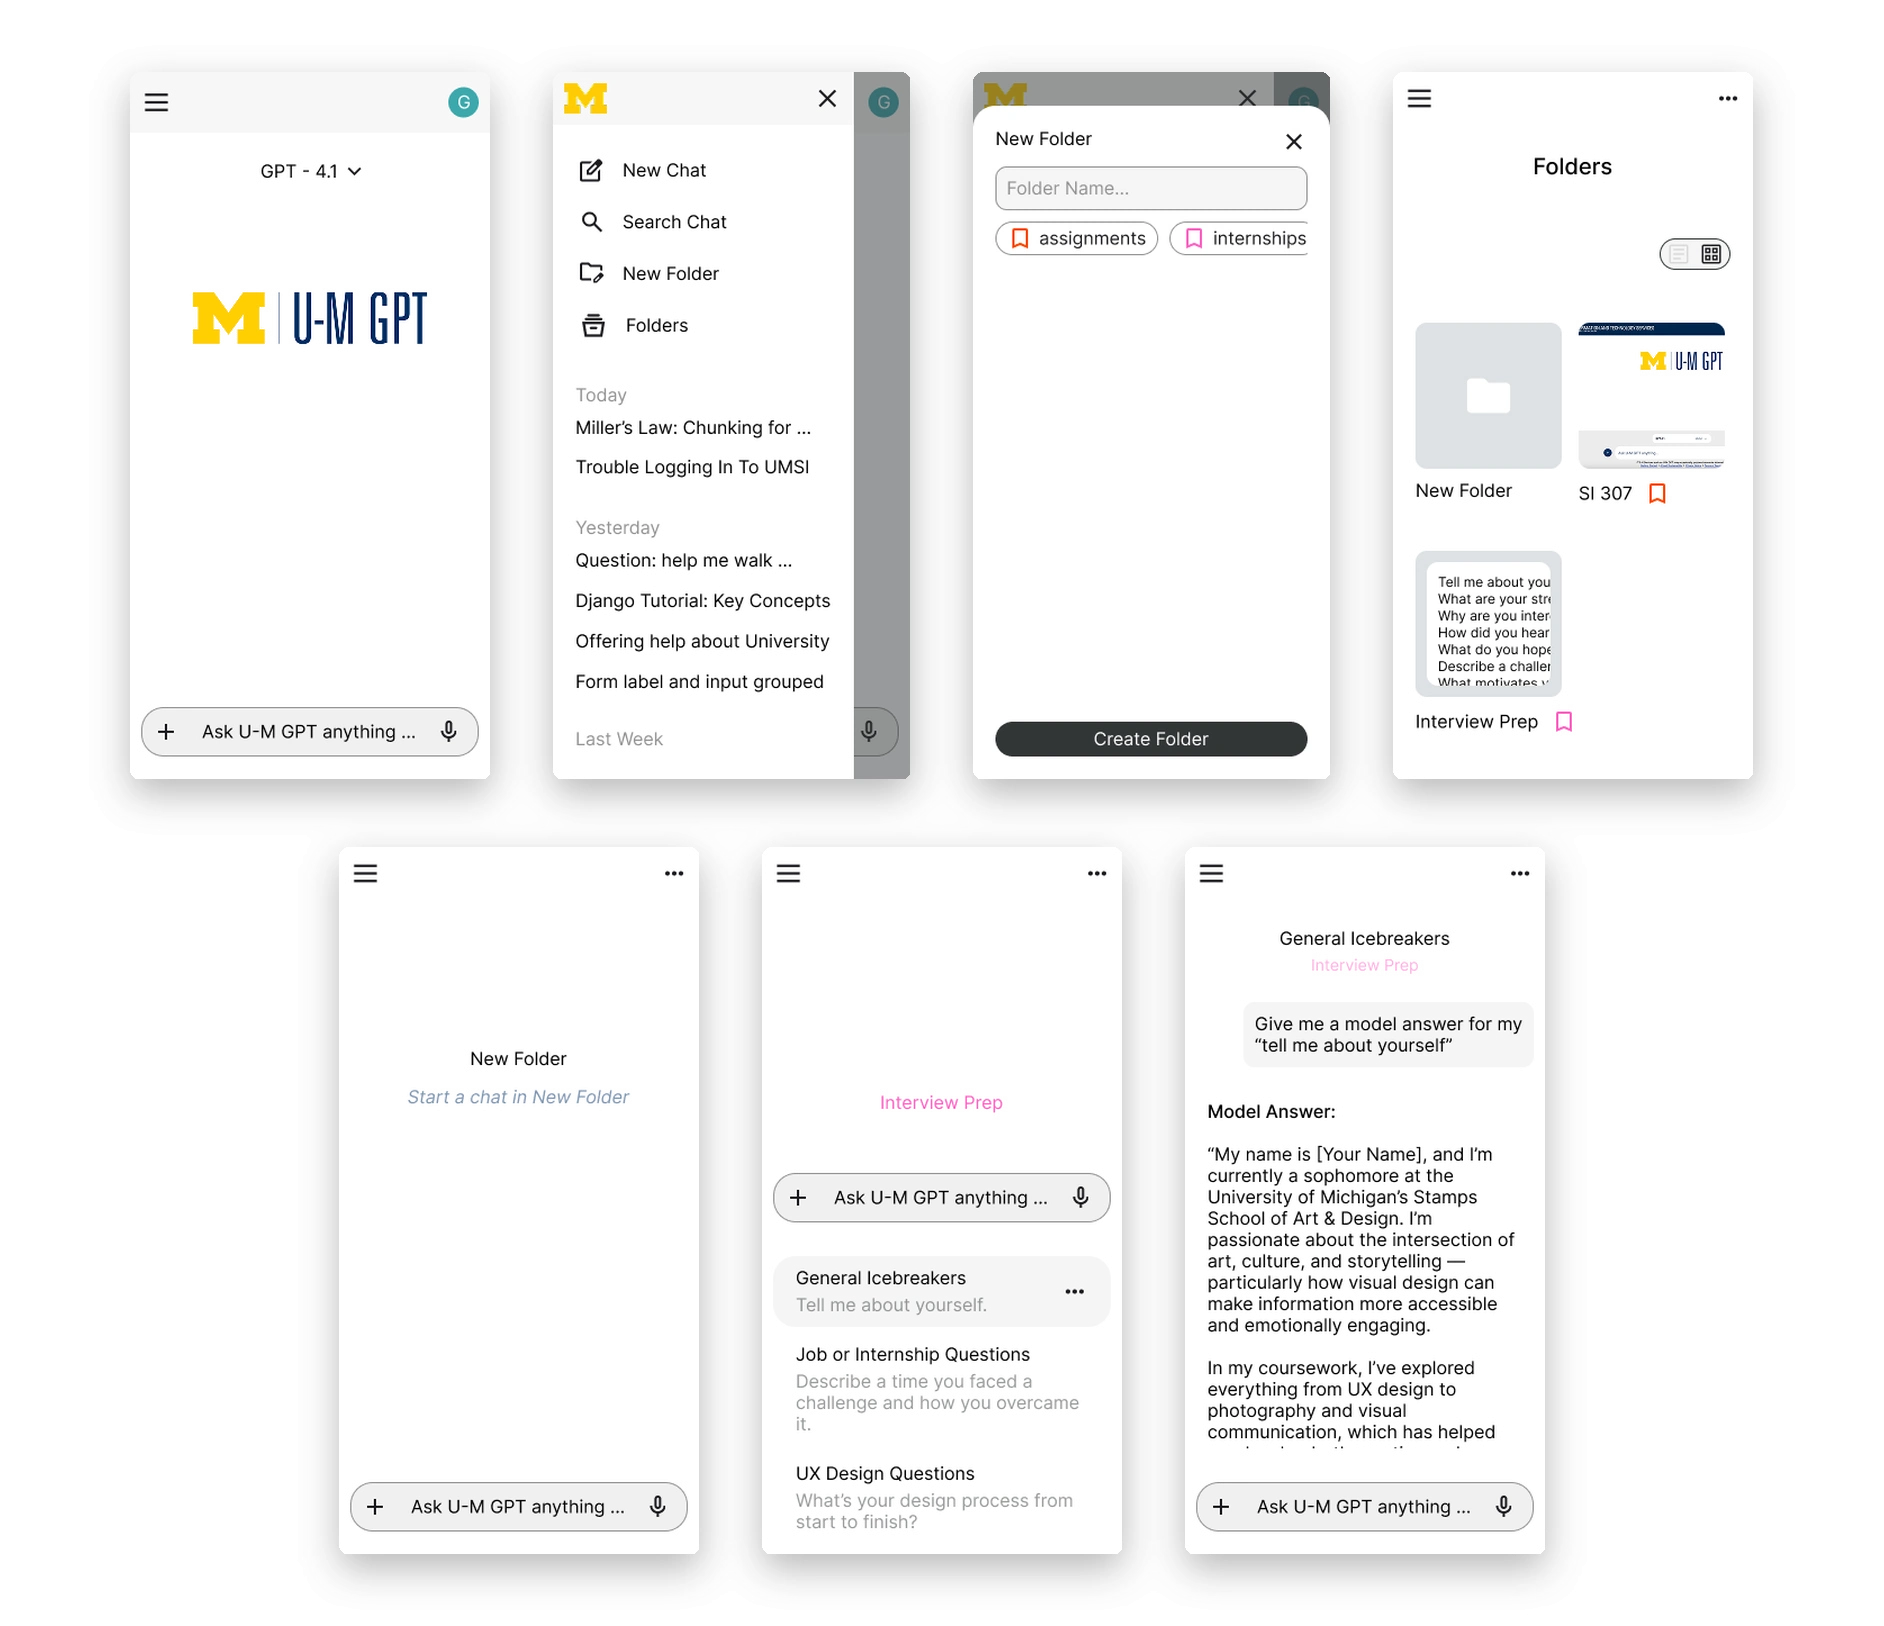 G
GPT - 4.1
M U-M GPT
Ask U-M GPT anything ...
M
G
New Chat
Search Chat
New Folder
Folders
Today
Miller's Law: Chunking for ...
Trouble Logging In To UMSI
Yesterday
Question: help me walk ...
Django Tutorial: Key Concepts
Offering help about University
Form label and input grouped
Last Week
New Folder
Folder Name...
assignments
internships
Create Folder
Folders
M U-M GPT
New Folder
SI 307
Tell me about you
What are your stre
Why are you inter
How did you hear
What do you hope
Describe a challen
What motivates y
Interview Prep
New Folder
Start a chat in New Folder
Ask U-M GPT anything ...
Interview Prep
Ask U-M GPT anything ...
General Icebreakers
Tell me about yourself.
Job or Internship Questions
Describe a time you faced a
challenge and how you overcame
it.
UX Design Questions
What's your design process from
start to finish?
General Icebreakers
Interview Prep
Give me a model answer for my
“tell me about yourself”
Model Answer:
“My name is [Your Name], and I'm
currently a sophomore at the
University of Michigan's Stamps
School of Art & Design. I'm
passionate about the intersection of
art, culture, and storytelling —
particularly how visual design can
make information more accessible
and emotionally engaging.
In my coursework, I've explored
everything from UX design to
photography and visual
communication, which has helped
Ask U-M GPT anything ...